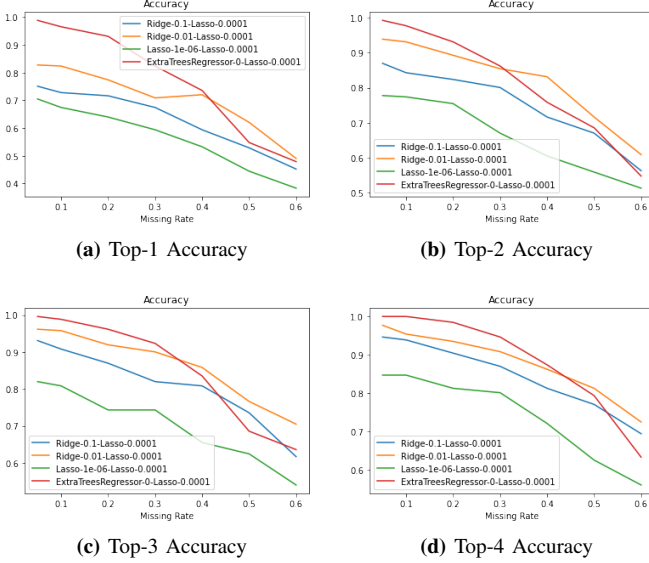 Accuracy
1.0
0.9
0.8
0.7
0.6
0.5
0.4
Ridge-0.1-Lasso-0.0001
Ridge-0.01-Lasso-0.0001
Lasso-1e-06-Lasso-0.0001
ExtraTreesRegressor-0-Lasso-0.0001
0.1 0.2 0.3 0.4 0.5 0.6
Missing Rate
(a) Top-1 Accuracy
Accuracy
1.0
0.9
0.8
0.7
0.6
0.5
Ridge-0.1-Lasso-0.0001
Ridge-0.01-Lasso-0.0001
Lasso-1e-06-Lasso-0.0001
ExtraTreesRegressor-0-Lasso-0.0001
0.1 0.2 0.3 0.4 0.5 0.6
Missing Rate
(b) Top-2 Accuracy
Accuracy
1.0
0.9
0.8
0.7
0.6
Ridge-0.1-Lasso-0.0001
Ridge-0.01-Lasso-0.0001
Lasso-1e-06-Lasso-0.0001
ExtraTreesRegressor-0-Lasso-0.0001
0.1 0.2 0.3 0.4 0.5 0.6
Missing Rate
(c) Top-3 Accuracy
Accuracy
1.0
0.9
0.8
0.7
0.6
Ridge-0.1-Lasso-0.0001
Ridge-0.01-Lasso-0.0001
Lasso-1e-06-Lasso-0.0001
ExtraTreesRegressor-0-Lasso-0.0001
0.1 0.2 0.3 0.4 0.5 0.6
Missing Rate
(d) Top-4 Accuracy